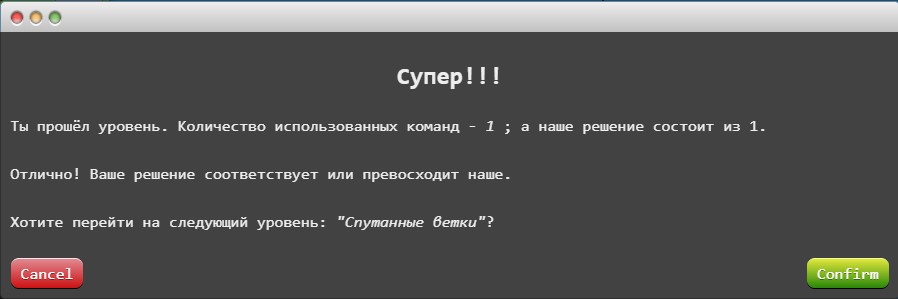 Супер!!!
Ты прошёл уровень. Количество использованных команд - 1 ; а наше решение состоит из 1.
Отлично! Ваше решение соответствует или превосходит наше.
Хотите перейти на следующий уровень: "Спутанные ветки"?
Cancel
Confirm